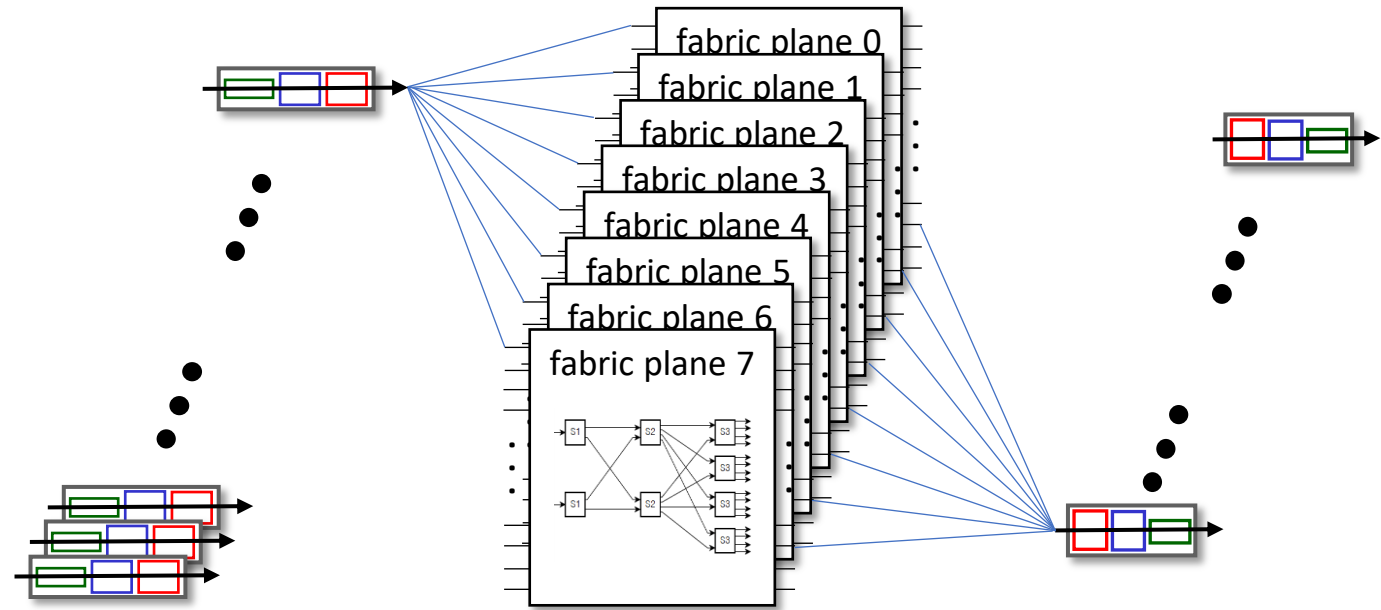 fabric plane 0
fabric plane 1
fabric plane 2
fabric plane 3
fabric plane 4
fabric plane 5
fabric plane 6
fabric plane 7
S1 S2 S3
S3
S1 S2 S3
S3